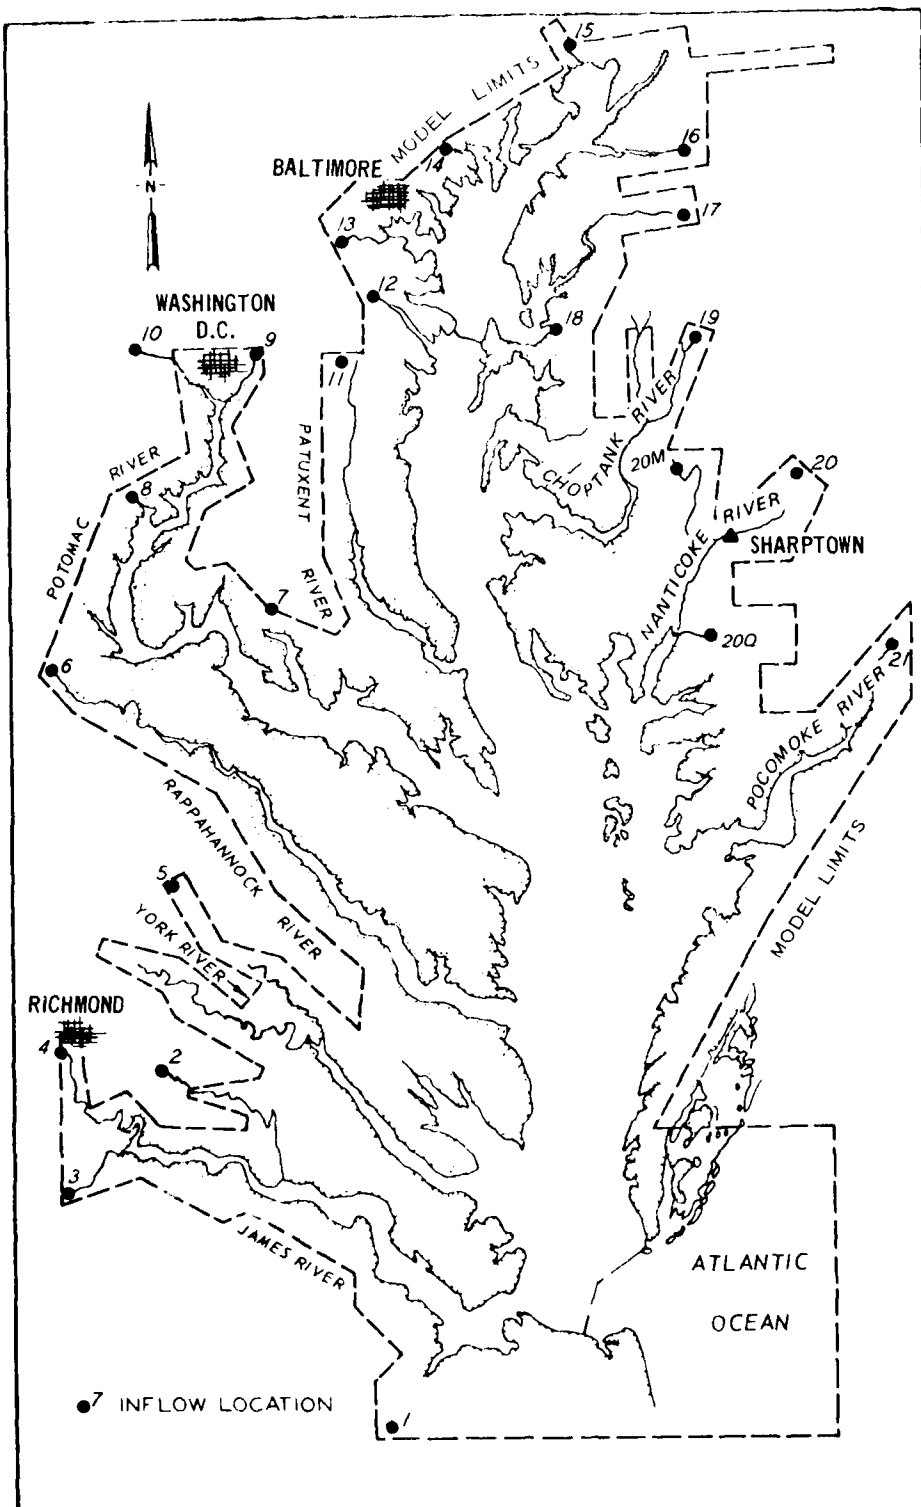 15
MODEL LIMITS
14
16
BALTIMORE
-N-
17
13
12
WASHINGTON
D.C.
10
9
18
19
11
PATUXENT
RIVER
CHOPTANK RIVER
20M
20
POTOMAC RIVER
8
NANTICOKE RIVER
SHARPTOWN
7
20Q
6
21
POCOMOKE RIVER
RAPPAHANNOCK
RIVER
MODEL LIMITS
5
YORK RIVER
RICHMOND
4
2
3
JAMES RIVER
ATLANTIC
OCEAN
7 INFLOW LOCATION
1